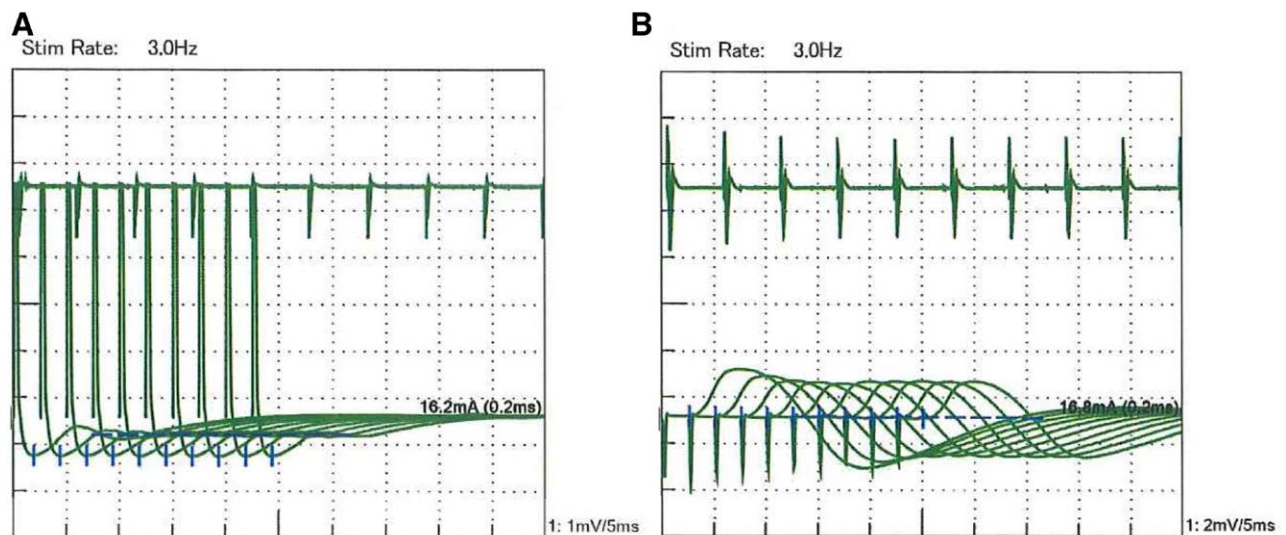 A
Stim Rate: 3.0Hz
16.2mA (0.2ms)
1: 1mV/5ms
B
Stim Rate: 3.0Hz
16.8mA (0.2ms)
1: 2mV/5ms